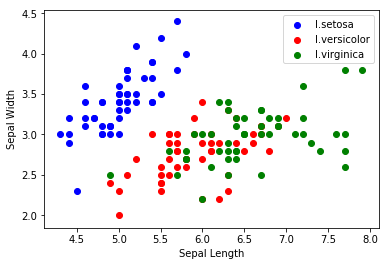 I.setosa
I.versicolor
I.virginica
Sepal Width
4.5
4.0
3.5
3.0
2.5
2.0
4.5 5.0 5.5 6.0 6.5 7.0 7.5 8.0
Sepal Length